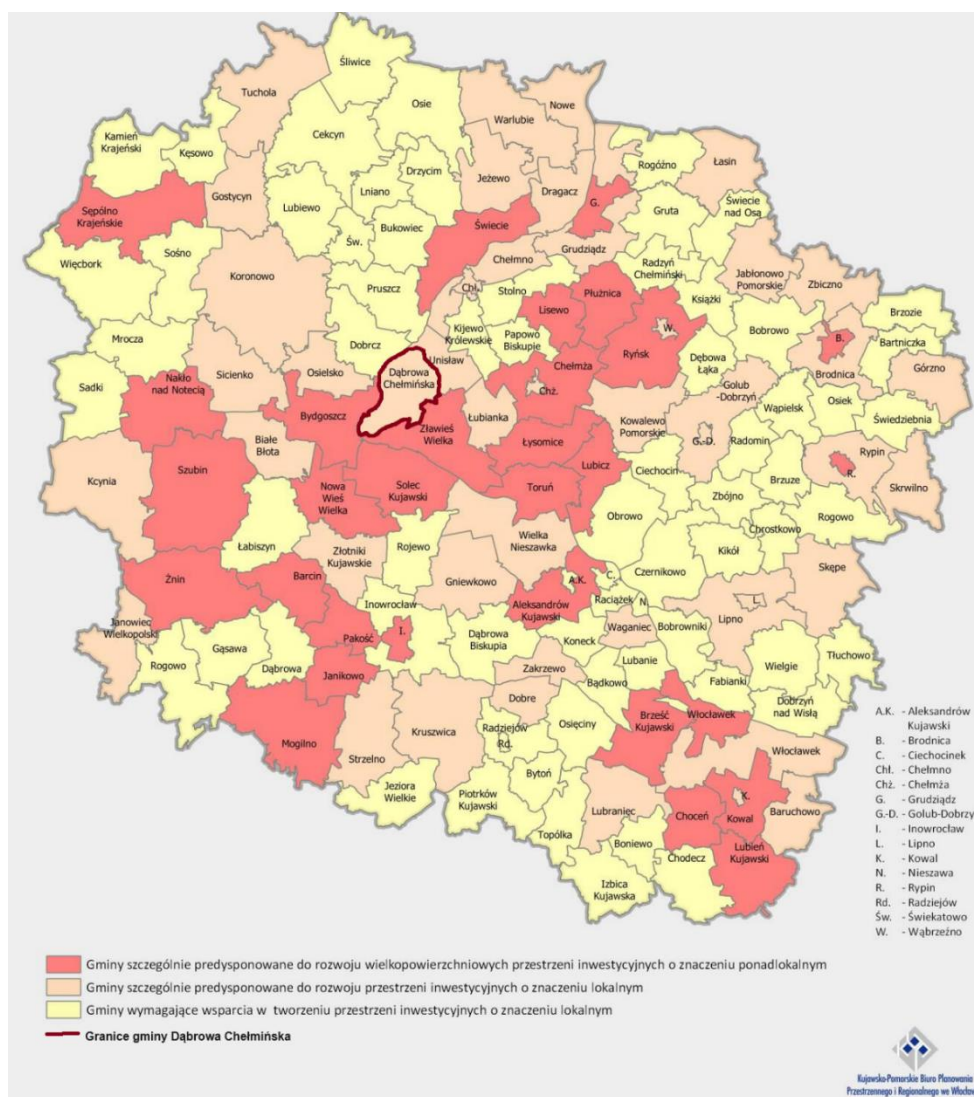 Śliwice
Tuchola
Osie
Nowe
Warlubie
Cekcyn
Kamień
Krajeński
Kęsowo
Rogóźno
Łasin
Drzycim
Jeżewo
Dragacz
Lniano
Gostycyn
Lubiewo
G.
Gruta
Świecie
nad Osą
Sępólno
Krajeńskie
Św.
Bukowiec
Świecie
Grudziądz
Sośno
Chełmno
Więcbork
Koronowo
Radzyń
Chełmiński
Jabłonowo
Pomorskie
Zbiczno
Pruszcz
Chł.
Stolno
Płużnica
Książki
Lisewo
Brzozie
Mrocza
Dobrcz
Kijewo
Królewskie
Papowo
Biskupie
W.
Bobrowo
B.
Bartniczka
Unisław
Ryńsk
Dębowa
Łąka
Chełmża
Sadki
Nakło
nad Notecią
Sicienko
Osielsko
Dąbrowa
Chełmińska
Brodnica
Górzno
Chż.
Golub
-Dobrzyń
Bydgoszcz
Łubianka
Wąpielsk
Osiek
Zławieś
Wielka
Kowalewo
Pomorskie
Świedziebnia
Białe
Błota
Łysomice
G.-D.
Radomin
Rypin
Szubin
Ciechocin
R.
Kcynia
Solec
Kujawski
Toruń
Lubicz
Brzuze
Skrwilno
Nowa
Wieś
Wielka
Zbójno
Obrowo
Rogowo
Chrostkowo
Wielka
Nieszawka
Łabiszyn
Złotniki
Kujawskie
Rojewo
Kikół
Gniewkowo
Czernikowo
Skępe
Żnin
Barcin
A.K.
C.
Inowrocław
Raciążek
N.
L.
Aleksandrów
Kujawski
Lipno
Janowiec
Wielkopolski
Pakość
I.
Waganiec
Bobrowniki
Dąbrowa
Biskupia
Koneck
Rogowo
Gąsawa
Dąbrowa
Janikowo
Zakrzewo
Lubanie
Wielgie
Tłuchowo
Bądkowo
Fabianki
Dobre
Dobrzyń
nad Wisłą
Mogilno
Kruszwica
Radziejów
Osięciny
Brześć
Kujawski
Włocławek
Rd.
Strzelno
Włocławek
Bytoń
Jeziora
Wielkie
Piotrków
Kujawski
K.
Lubraniec
Choceń
Kowal
Baruchowo
Topólka
Boniewo
Lubień
Kujawski
Chodecz
Izbica
Kujawska
A.K. - Aleksandrów
Kujawski
B. - Brodnica
C. - Ciechocinek
Chł. - Chełmno
Chż. - Chełmża
G. - Grudziądz
G.-D. - Golub-Dobrzy
I. - Inowrocław
L. - Lipno
K. - Kowal
N. - Nieszawa
R. - Rypin
Rd. - Radziejów
Św. - Świekatowo
W. - Wąbrzeźno
Gminy szczególnie predysponowane do rozwoju wielkopowierzchniowych przestrzeni inwestycyjnych o znaczeniu ponadlokalnym
Gminy szczególnie predysponowane do rozwoju przestrzeni inwestycyjnych o znaczeniu lokalnym
Gminy wymagające wsparcia w tworzeniu przestrzeni inwestycyjnych o znaczeniu lokalnym
Granice gminy Dąbrowa Chełmińska
Kujawsko-Pomorskie Biuro Planowania
Przestrzennego i Regionalnego we Włocław